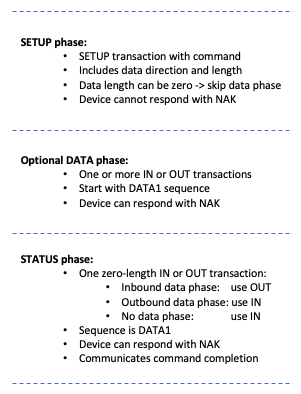 SETUP phase:
• SETUP transaction with command
• Includes data direction and length
• Data length can be zero -> skip data phase
• Device cannot respond with NAK
Optional DATA phase:
• One or more IN or OUT transactions
• Start with DATA1 sequence
• Device can respond with NAK
STATUS phase:
• One zero-length IN or OUT transaction:
• Inbound data phase: use OUT
• Outbound data phase: use IN
• No data phase: use IN
• Sequence is DATA1
• Device can respond with NAK
• Communicates command completion